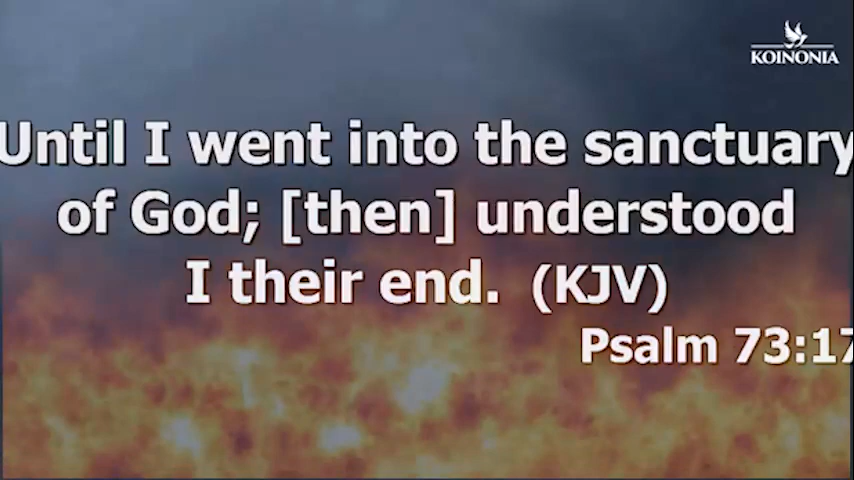 KOINONIA
Until I went into the sanctuary
of God; [then] understood
I their end. (KJV)
Psalm 73:17